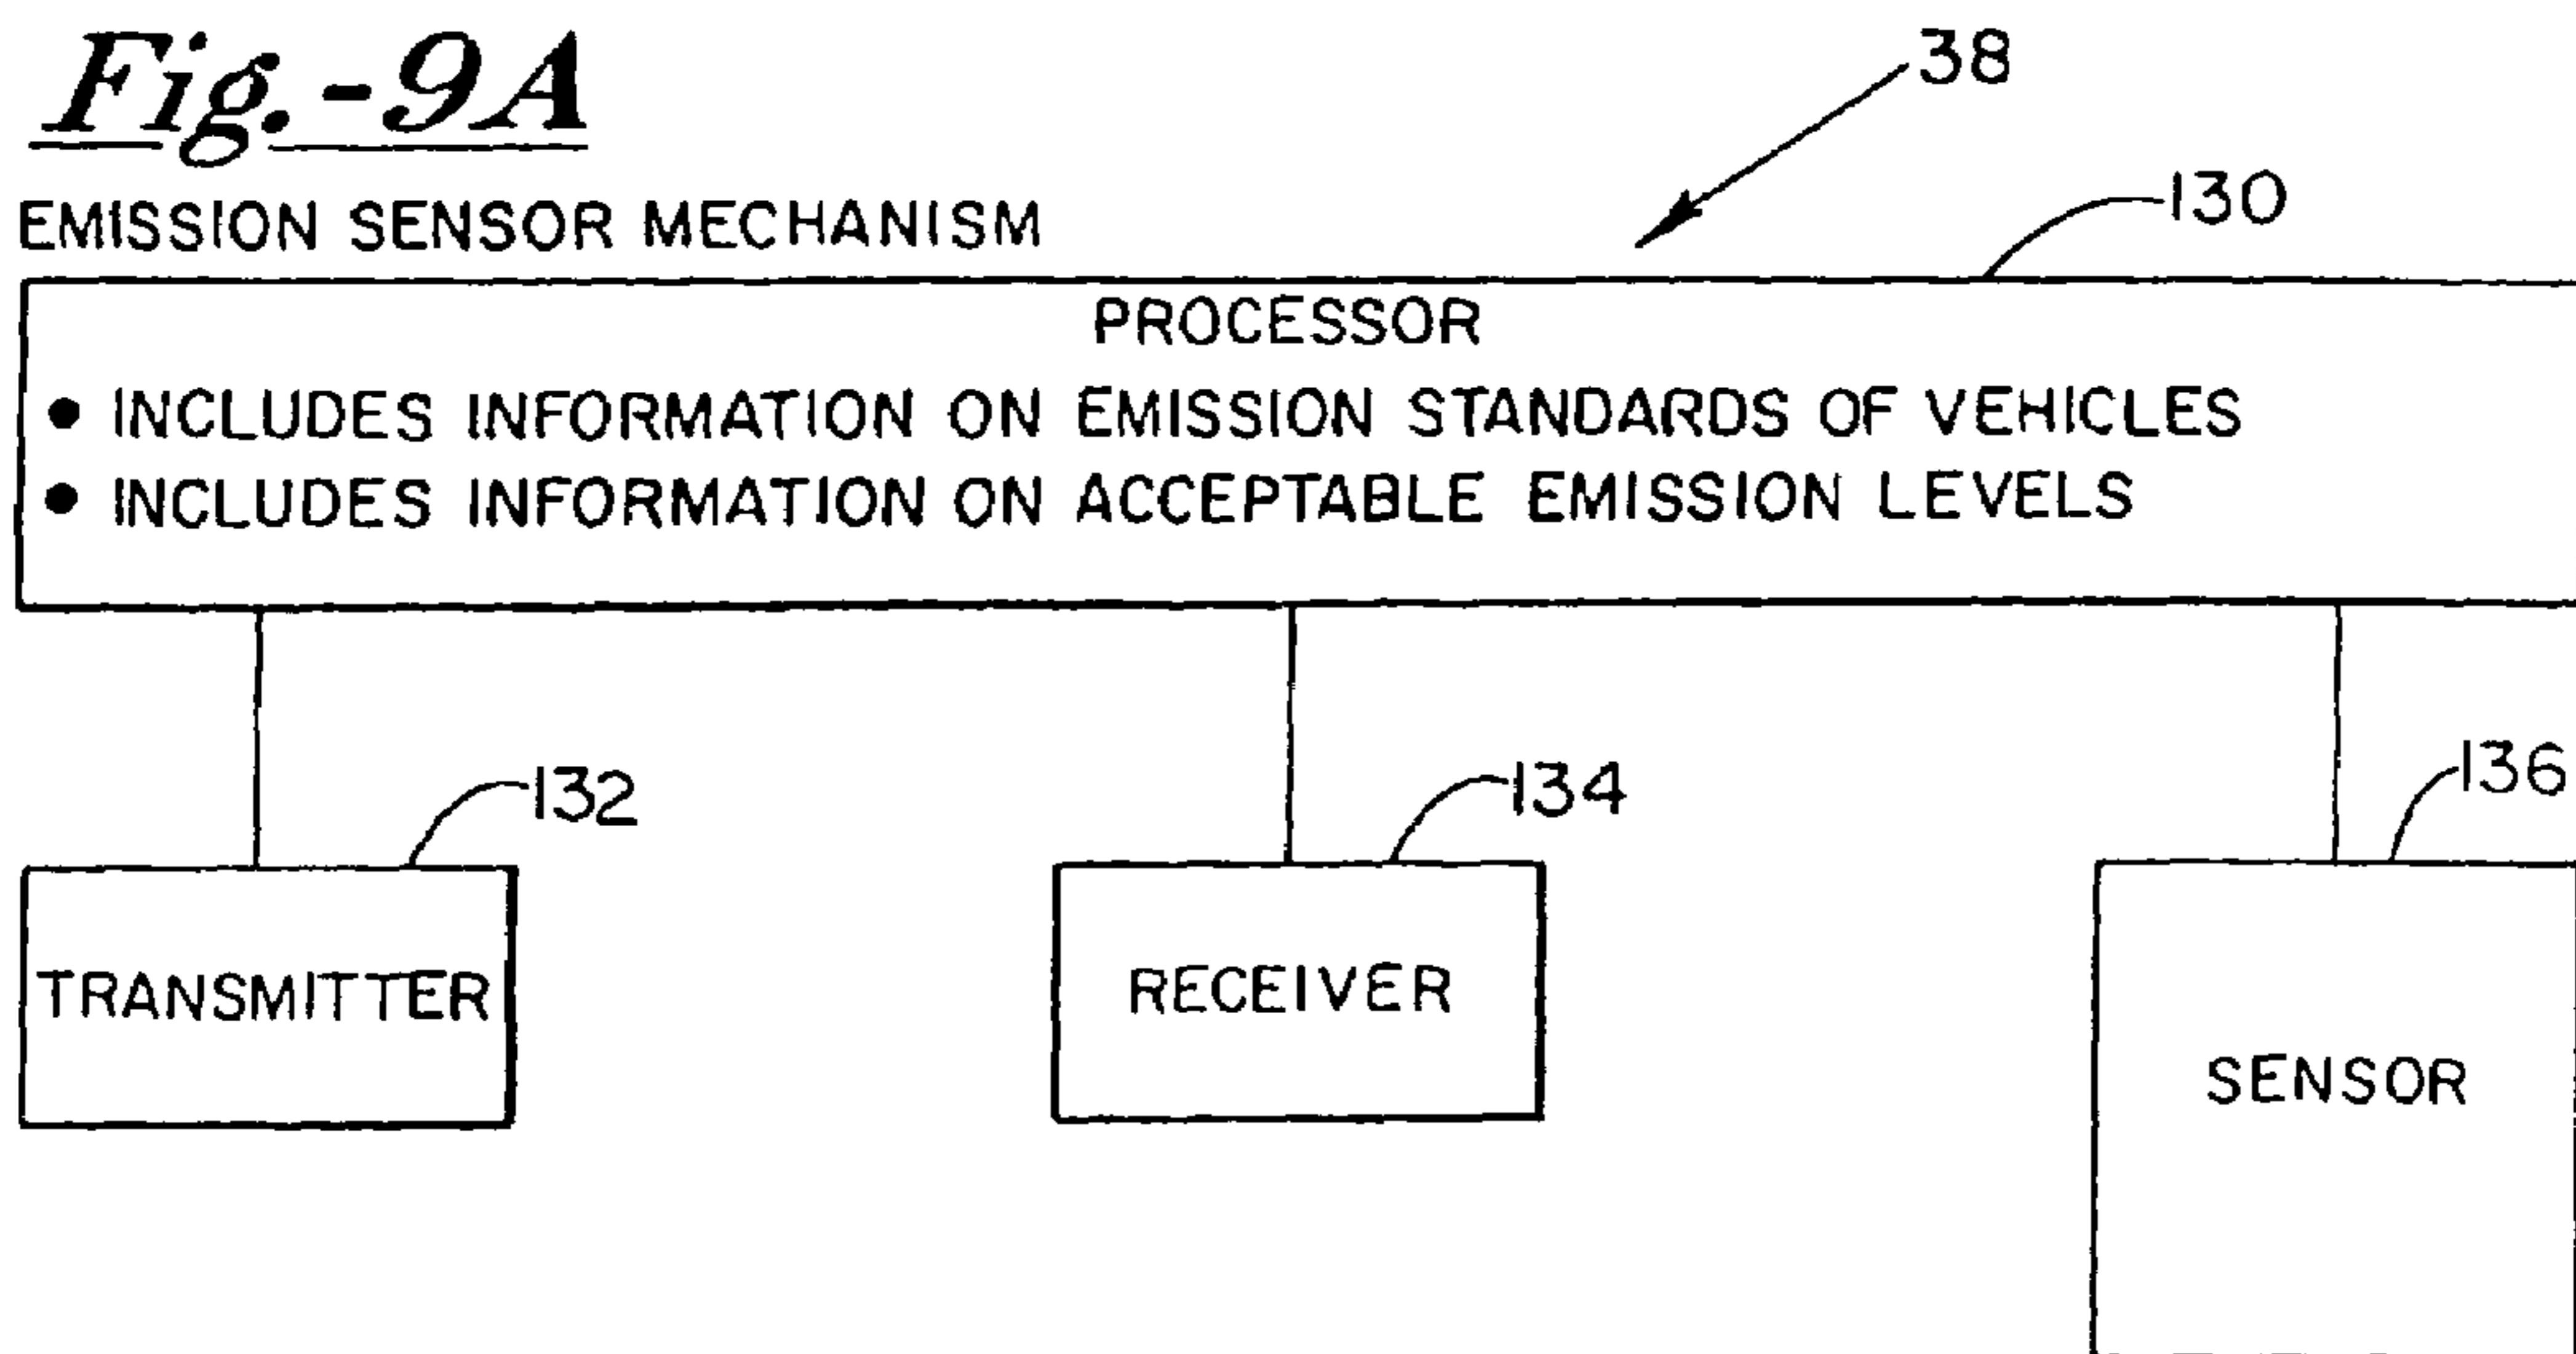 Fig.-9A
38
EMISSION SENSOR MECHANISM
130
PROCESSOR
• INCLUDES INFORMATION ON EMISSION STANDARDS OF VEHICLES
• INCLUDES INFORMATION ON ACCEPTABLE EMISSION LEVELS
132
134
136
TRANSMITTER
RECEIVER
SENSOR